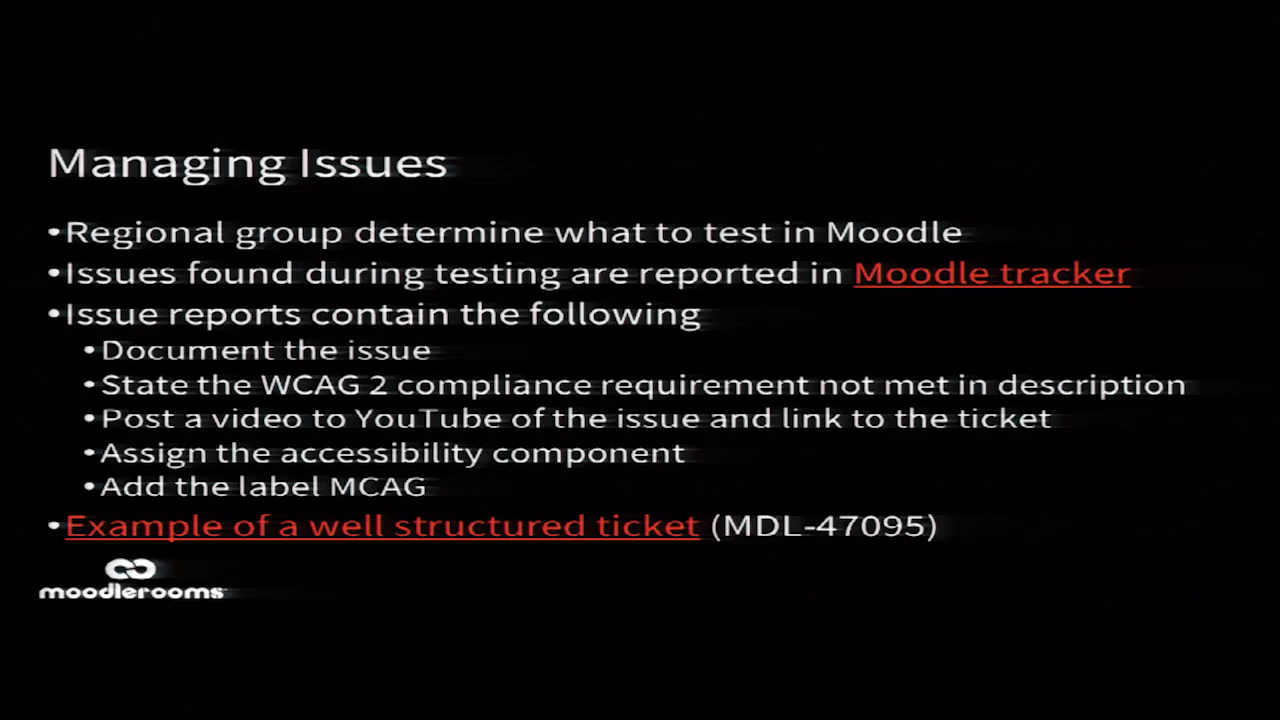 Managing Issues
•Regional group determine what to test in Moodle
•Issues found during testing are reported in Moodle tracker
•Issue reports contain the following
•Document the issue
•State the WCAG 2 compliance requirement not met in description
•Post a video to YouTube of the issue and link to the ticket
•Assign the accessibility component
•Add the label MCAG
•Example of a well structured ticket (MDL-47095)
moodlerooms